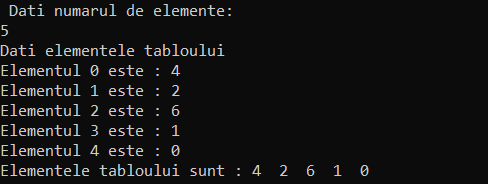 Dati numarul de elemente:
5
Dati elementele tabloului
Elementul 0 este : 4
Elementul 1 este : 2
Elementul 2 este : 6
Elementul 3 este : 1
Elementul 4 este : 0
Elementele tabloului sunt : 4  2  6  1  0